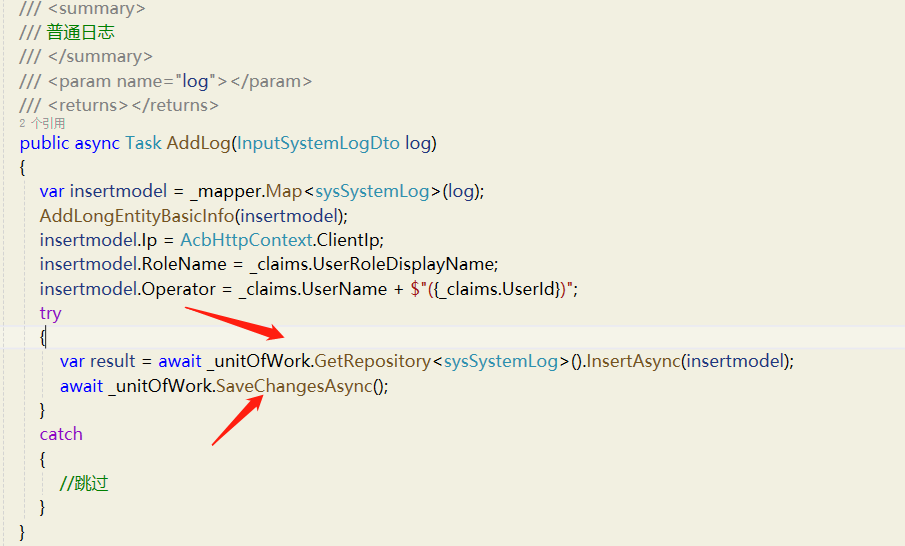 /// <summary>
/// 普通日志
/// </summary>
/// <param name="log"></param>
/// <returns></returns>
2 个引用
public async Task AddLog(InputSystemLogDto log)
{
var insertmodel = _mapper.Map<sysSystemLog>(log);
AddLongEntityBasicInfo(insertmodel);
insertmodel.Ip = AcbHttpContext.ClientIp;
insertmodel.RoleName = _claims.UserRoleDisplayName;
insertmodel.Operator = _claims.UserName + $"({_claims.UserId})";
try
{
var result = await _unitOfWork.GetRepository<sysSystemLog>().InsertAsync(insertmodel);
await _unitOfWork.SaveChangesAsync();
}
catch
{
//跳过
}
}